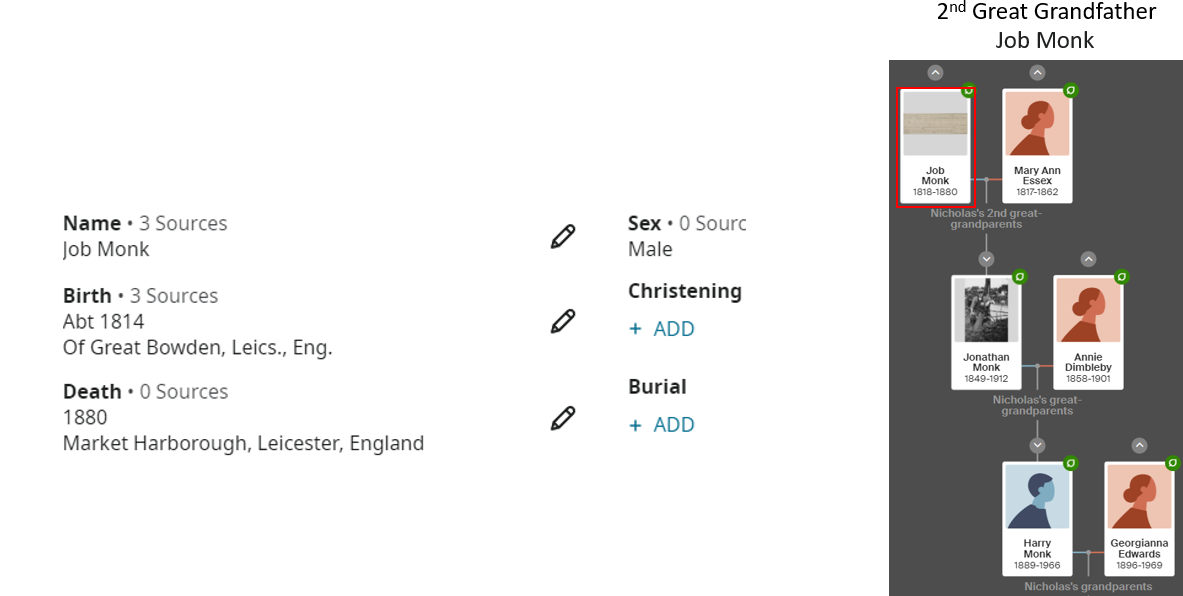 2nd Great Grandfather
Job Monk
Name • 3 Sources
Job Monk
Birth • 3 Sources
Abt 1814
Of Great Bowden, Leics., Eng.
Death • 0 Sources
1880
Market Harborough, Leicester, England
Sex • 0 Sourc
Male
Christening
+ ADD
Burial
+ ADD
Job
Monk
1818-1880
Mary Ann
Essex
1817-1862
Nicholas's 2nd great-
grandparents
Jonathan
Monk
1849-1912
Annie
Dimbleby
1858-1901
Nicholas's great-
grandparents
Harry
Monk
1889-1966
Georgianna
Edwards
1896-1969
Nicholas's grandparents